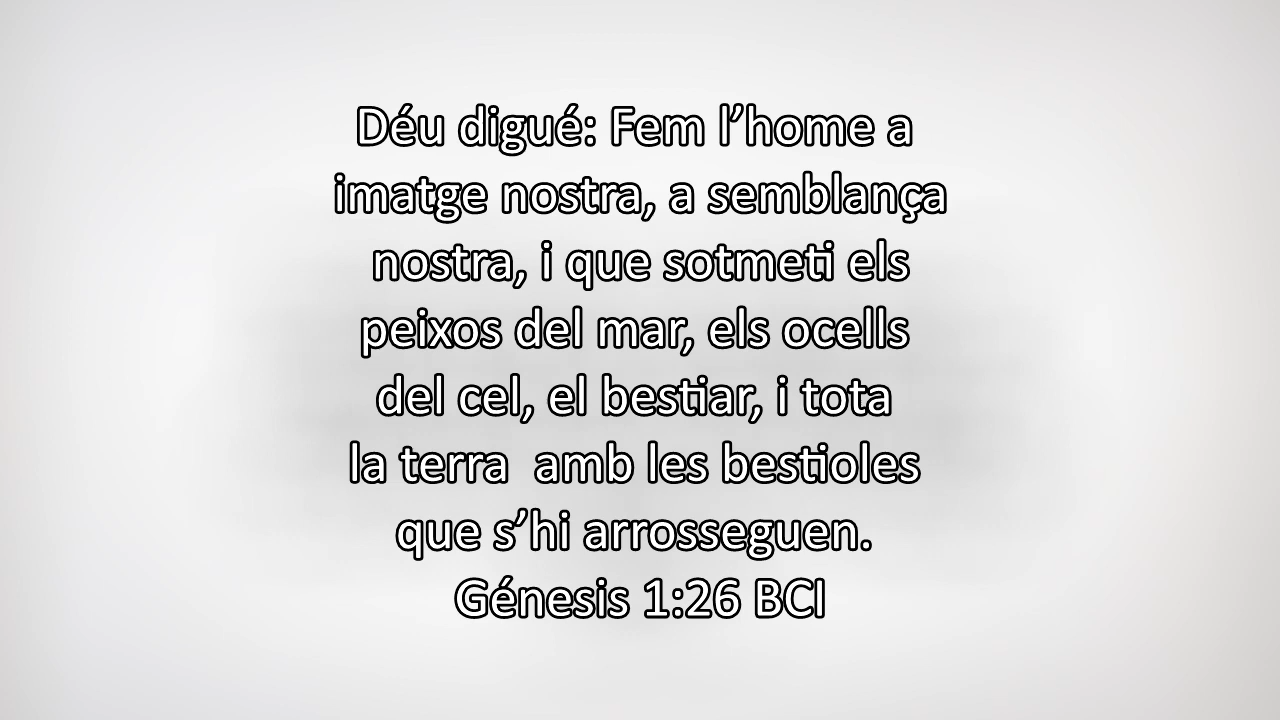 Déu digué: Fem l’home a
imatge nostra, a semblança
nostra, i que sotmeti els
peixos del mar, els ocells
del cel, el bestiar, i tota
la terra  amb les bestioles
que s’hi arrosseguen.
Génesis 1:26 BCI